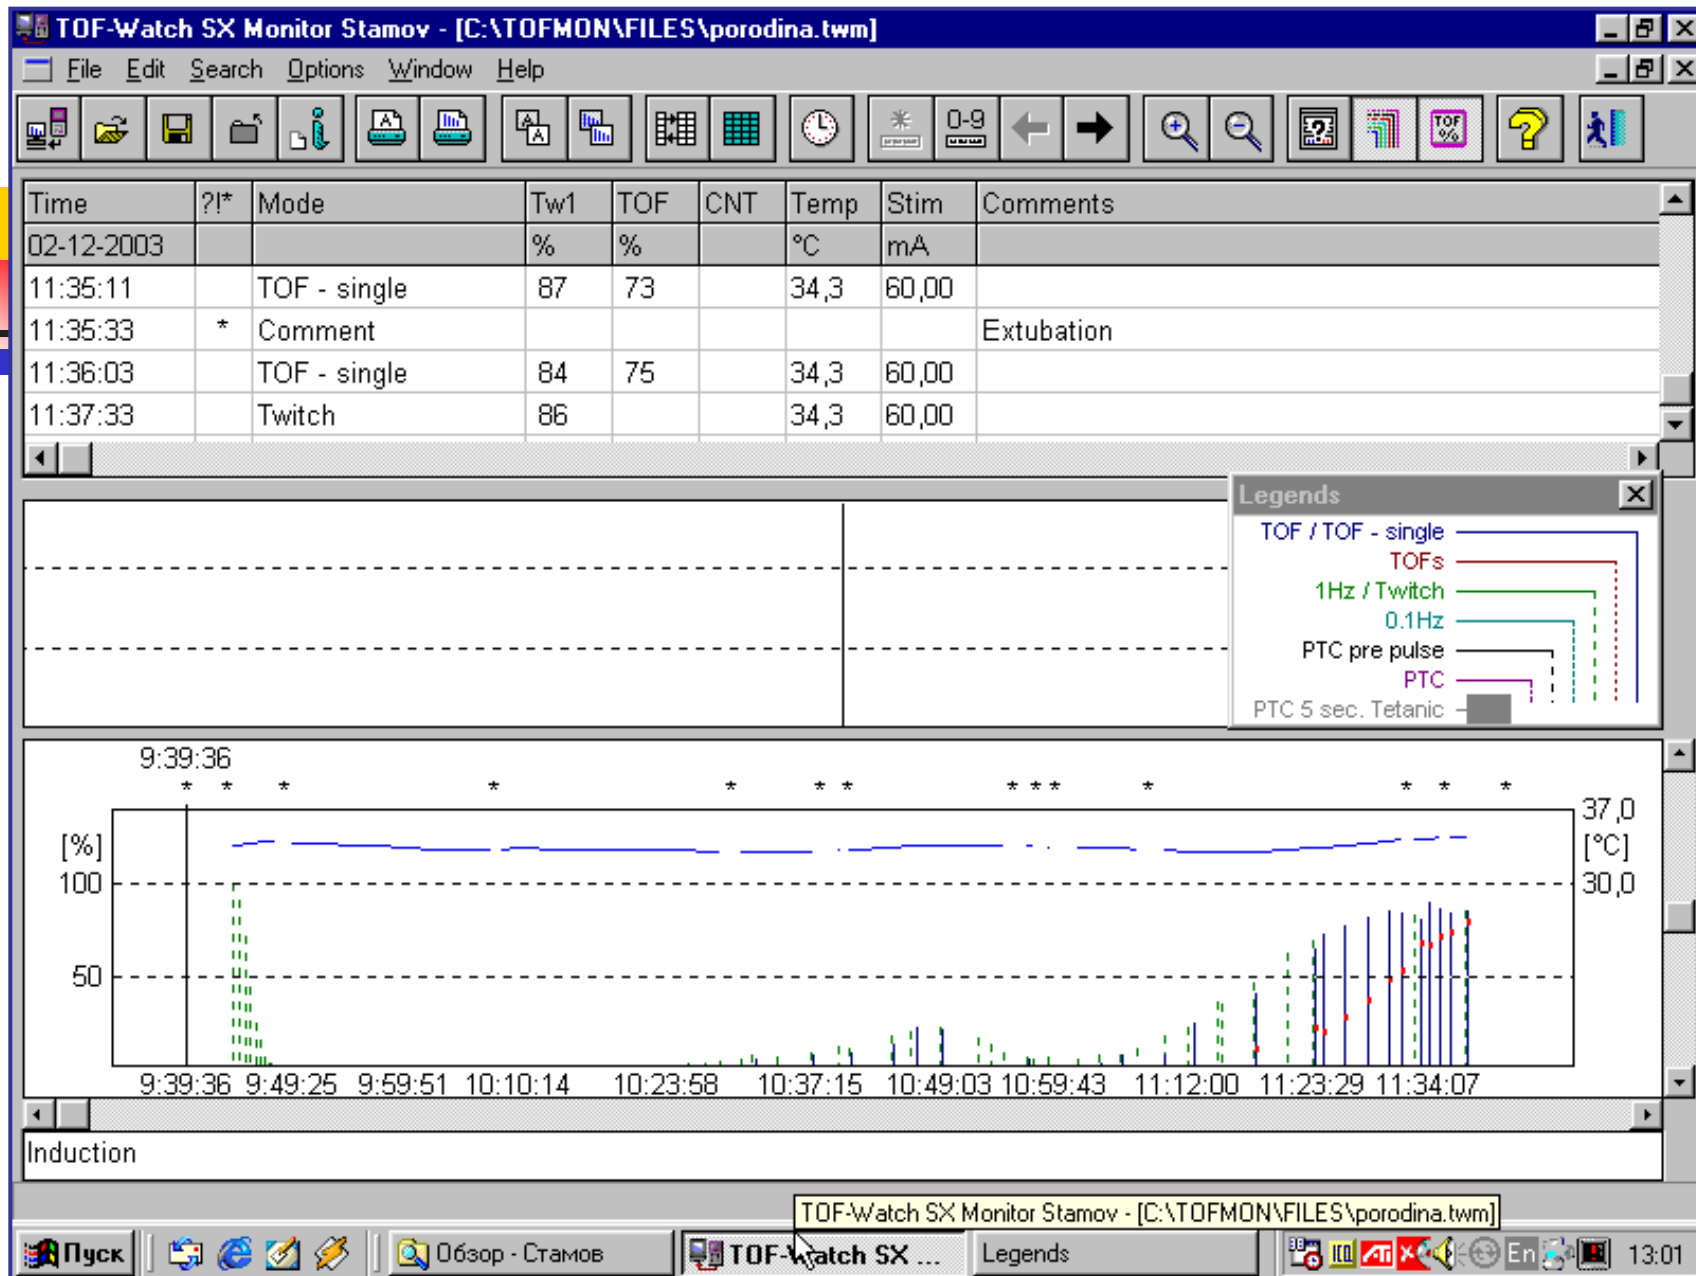 TOF-Watch SX Monitor Stamov - [C:\TOFMON\FILES\porodina.twm]
File Edit Search Options Window Help
A A A 0-9 ? TOF % ?
Time ?!* Mode Tw1 TOF CNT Temp Stim Comments
02-12-2003 % % °C mA
11:35:11 TOF - single 87 73 34,3 60,00
11:35:33 * Comment Extubation
11:36:03 TOF - single 84 75 34,3 60,00
11:37:33 Twitch 86 34,3 60,00
Legends
TOF / TOF - single
TOFs
1Hz / Twitch
0.1Hz
PTC pre pulse
PTC
PTC 5 sec. Tetanic
9:39:36
* * * * * * * * * * * * * *
37,0
[%] [°C]
100 30,0
50
9:39:36 9:49:25 9:59:51 10:10:14 10:23:58 10:37:15 10:49:03 10:59:43 11:12:00 11:23:29 11:34:07
Induction
TOF-Watch SX Monitor Stamov - [C:\TOFMON\FILES\porodina.twm]
Пуск Обзор - Стамов TOF-Watch SX ... Legends ATI En 13:01